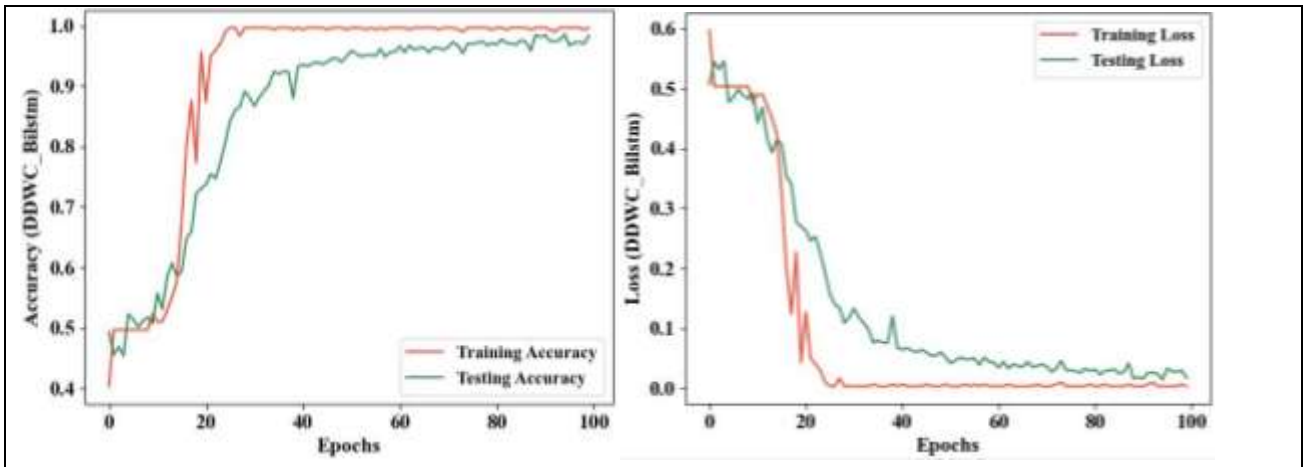 1.0
0.9
0.8
0.7
0.6
0.5
0.4
Accuracy (DDWC_Bilstm)
Training Accuracy
Testing Accuracy
0 20 40 60 80 100
Epochs
0.6
0.5
0.4
0.3
0.2
0.1
0.0
Loss (DDWC_Bilstm)
Training Loss
Testing Loss
0 20 40 60 80 100
Epochs